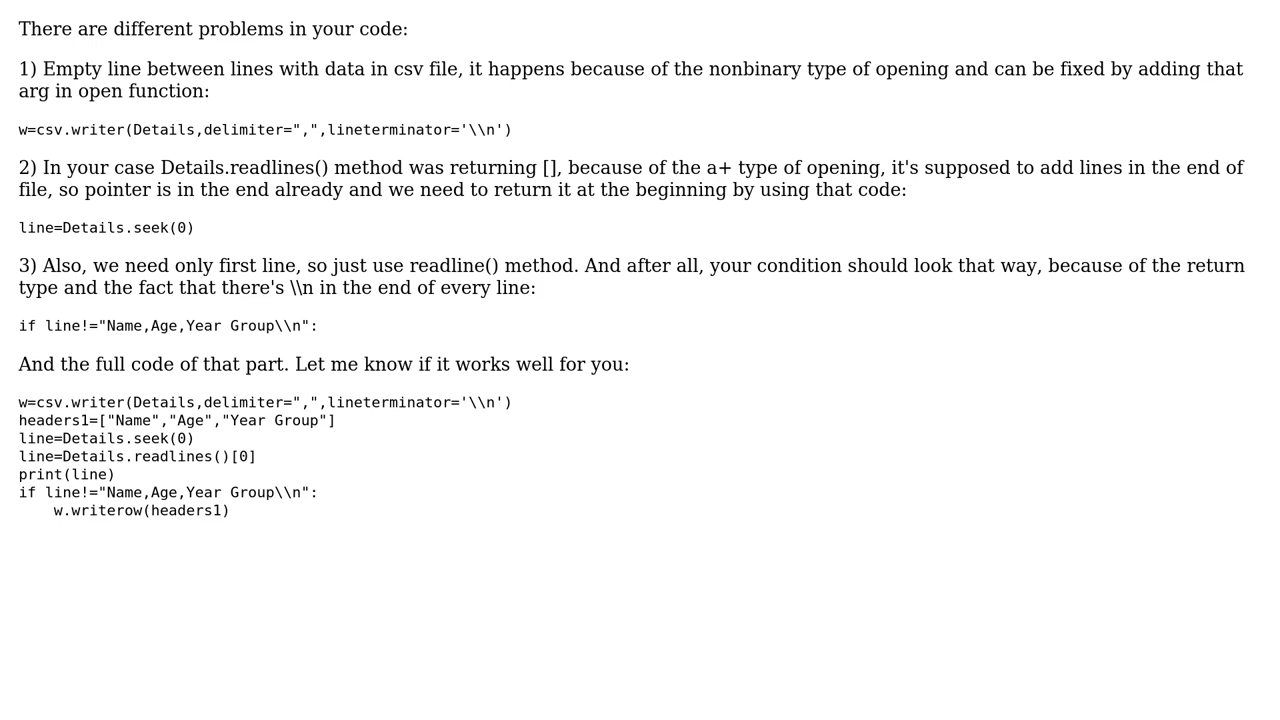 There are different problems in your code:
1) Empty line between lines with data in csv file, it happens because of the nonbinary type of opening and can be fixed by adding that
arg in open function:
w=csv.writer(Details,delimiter=",",lineterminator='\\n')
2) In your case Details.readlines() method was returning [], because of the a+ type of opening, it's supposed to add lines in the end of
file, so pointer is in the end already and we need to return it at the beginning by using that code:
line=Details.seek(0)
3) Also, we need only first line, so just use readline() method. And after all, your condition should look that way, because of the return
type and the fact that there's \\n in the end of every line:
if line!="Name,Age,Year Group\\n":
And the full code of that part. Let me know if it works well for you:
w=csv.writer(Details,delimiter=",",lineterminator='\\n')
headers1=["Name","Age","Year Group"]
line=Details.seek(0)
line=Details.readlines()[0]
print(line)
if line!="Name,Age,Year Group\\n":
    w.writerow(headers1)